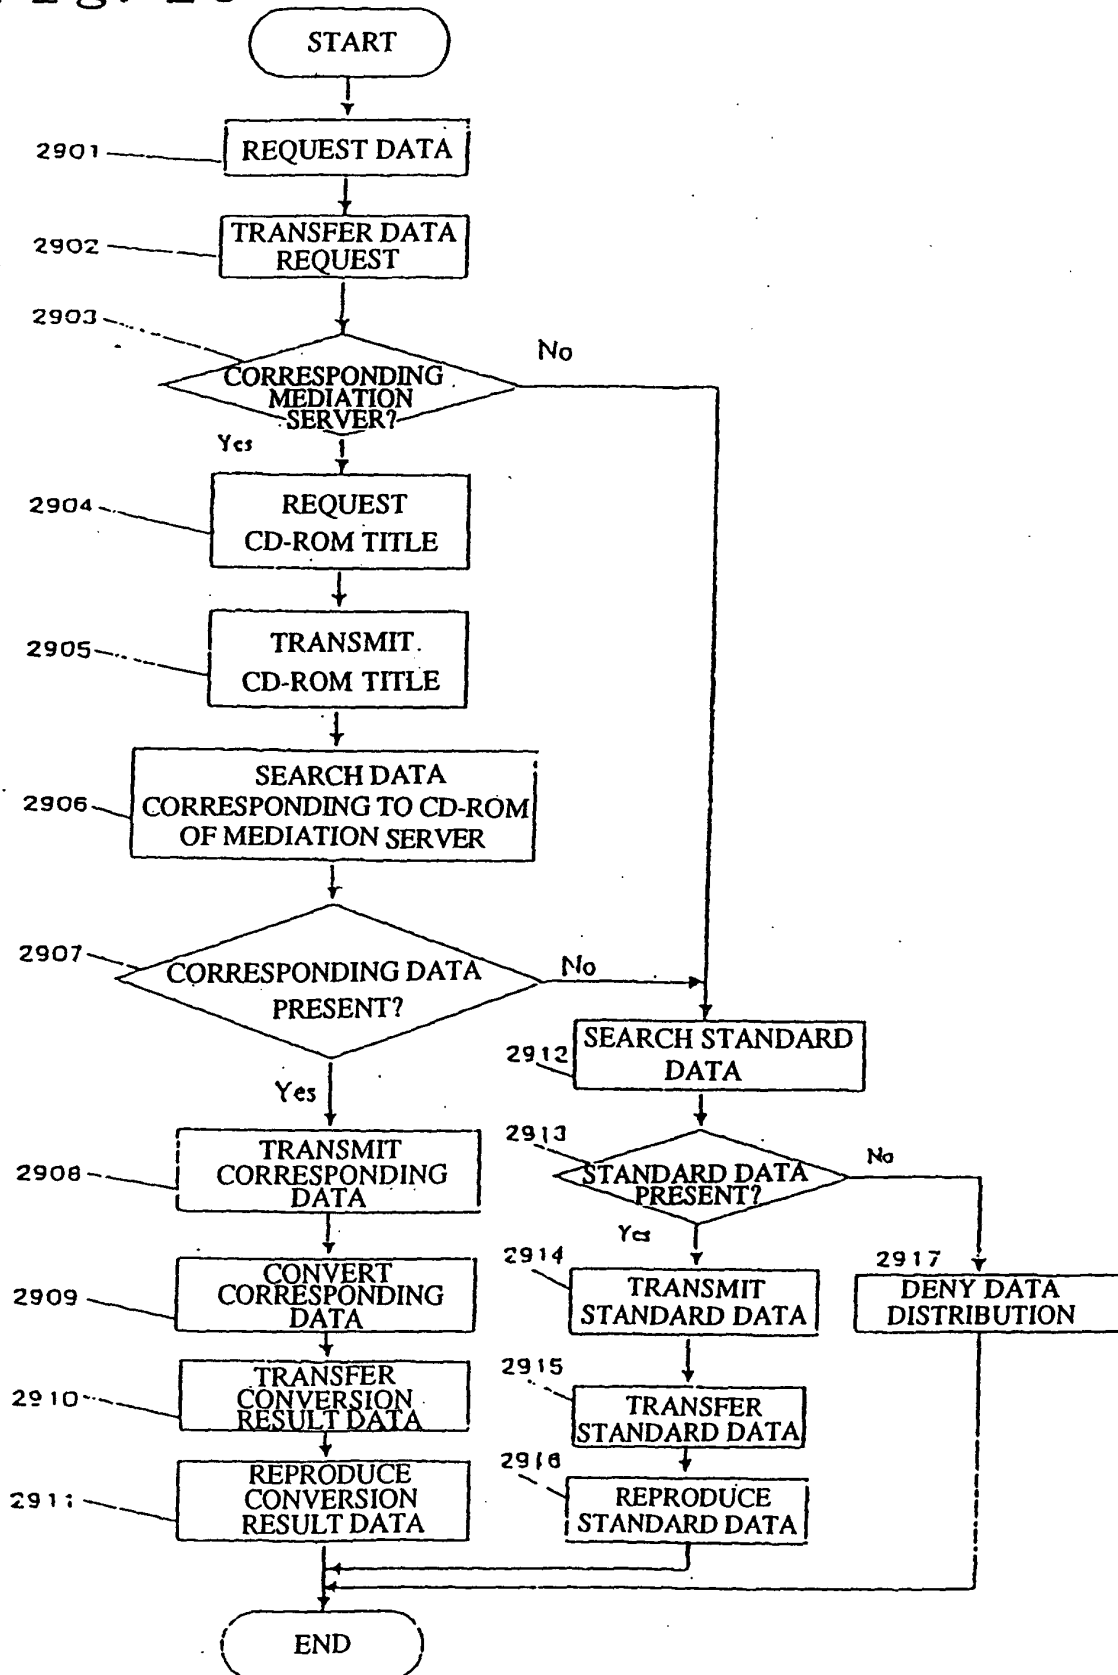 START
2901
REQUEST DATA
2902
TRANSFER DATA
REQUEST
2903
CORRESPONDING
MEDIATION
SERVER?
No
Yes
2904
REQUEST
CD-ROM TITLE
2905
TRANSMIT
CD-ROM TITLE
2906
SEARCH DATA
CORRESPONDING TO CD-ROM
OF MEDIATION SERVER
2907
CORRESPONDING DATA
PRESENT?
No
Yes
2908
TRANSMIT
CORRESPONDING
DATA
2909
CONVERT
CORRESPONDING
DATA
2910
TRANSFER
CONVERSION
RESULT DATA
2911
REPRODUCE
CONVERSION
RESULT DATA
2912
SEARCH STANDARD
DATA
2913
STANDARD DATA
PRESENT?
No
Yes
2914
TRANSMIT
STANDARD DATA
2915
TRANSFER
STANDARD DATA
2916
REPRODUCE
STANDARD DATA
2917
DENY DATA
DISTRIBUTION
END